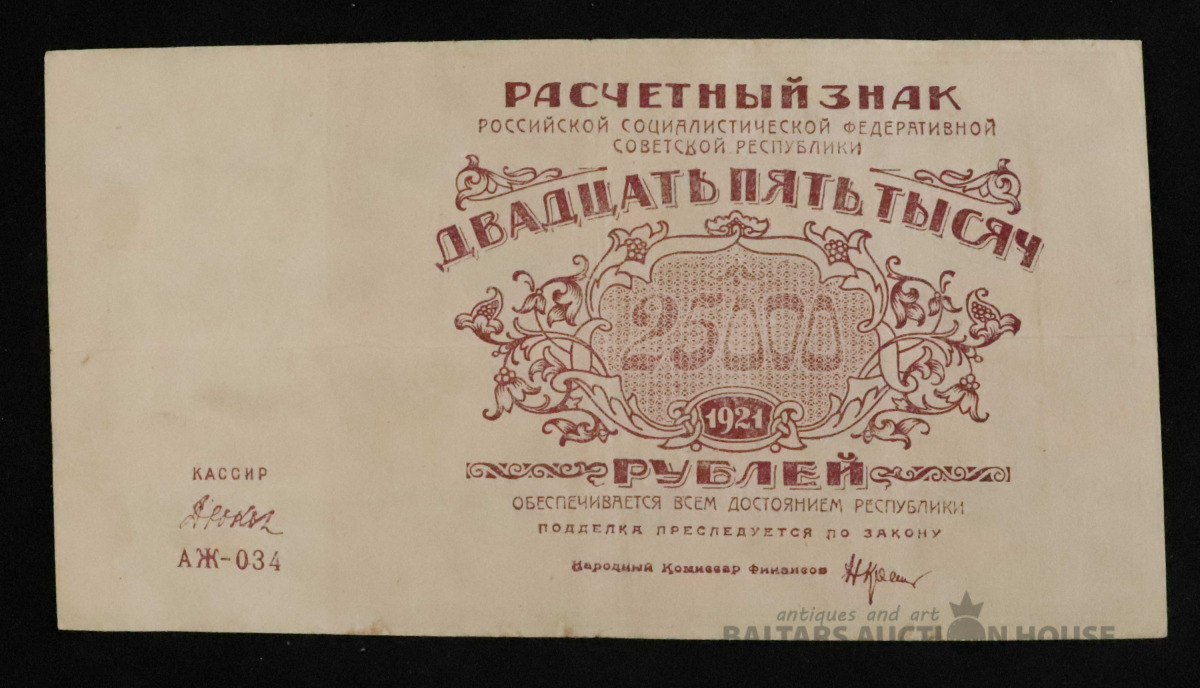 РАСЧЕТНЫЙ ЗНАК
РОССИЙСКОЙ СОЦИАЛИСТИЧЕСКОЙ ФЕДЕРАТИВНОЙ
СОВЕТСКОЙ РЕСПУБЛИКИ
ДВАДЦАТЬ ПЯТЬ ТЫСЯЧ
25000
1921
РУБЛЕЙ
ОБЕСПЕЧИВАЕТСЯ ВСЕМ ДОСТОЯНИЕМ РЕСПУБЛИКИ
ПОДДЕЛКА ПРЕСЛЕДУЕТСЯ ПО ЗАКОНУ
Народный Комиссар Финансов
КАССИР
АЖ-034
antiques and art
BALTARS AUCTION HOUSE